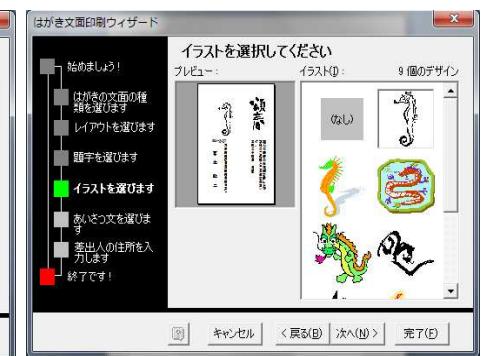 はがき文面印刷ウィザード
イラストを選択してください
始めましょう!
はがきの文面の種
類を選びます
レイアウトを選びます
題字を選びます
イラストを選びます
あいさつ文を選びま
す
差出人の住所を入
力します
終了です!
プレビュー:
イラスト(I):
9 個のデザイン
(なし)
頌春
キャンセル
< 戻る(B)
次へ(N) >
完了(F)